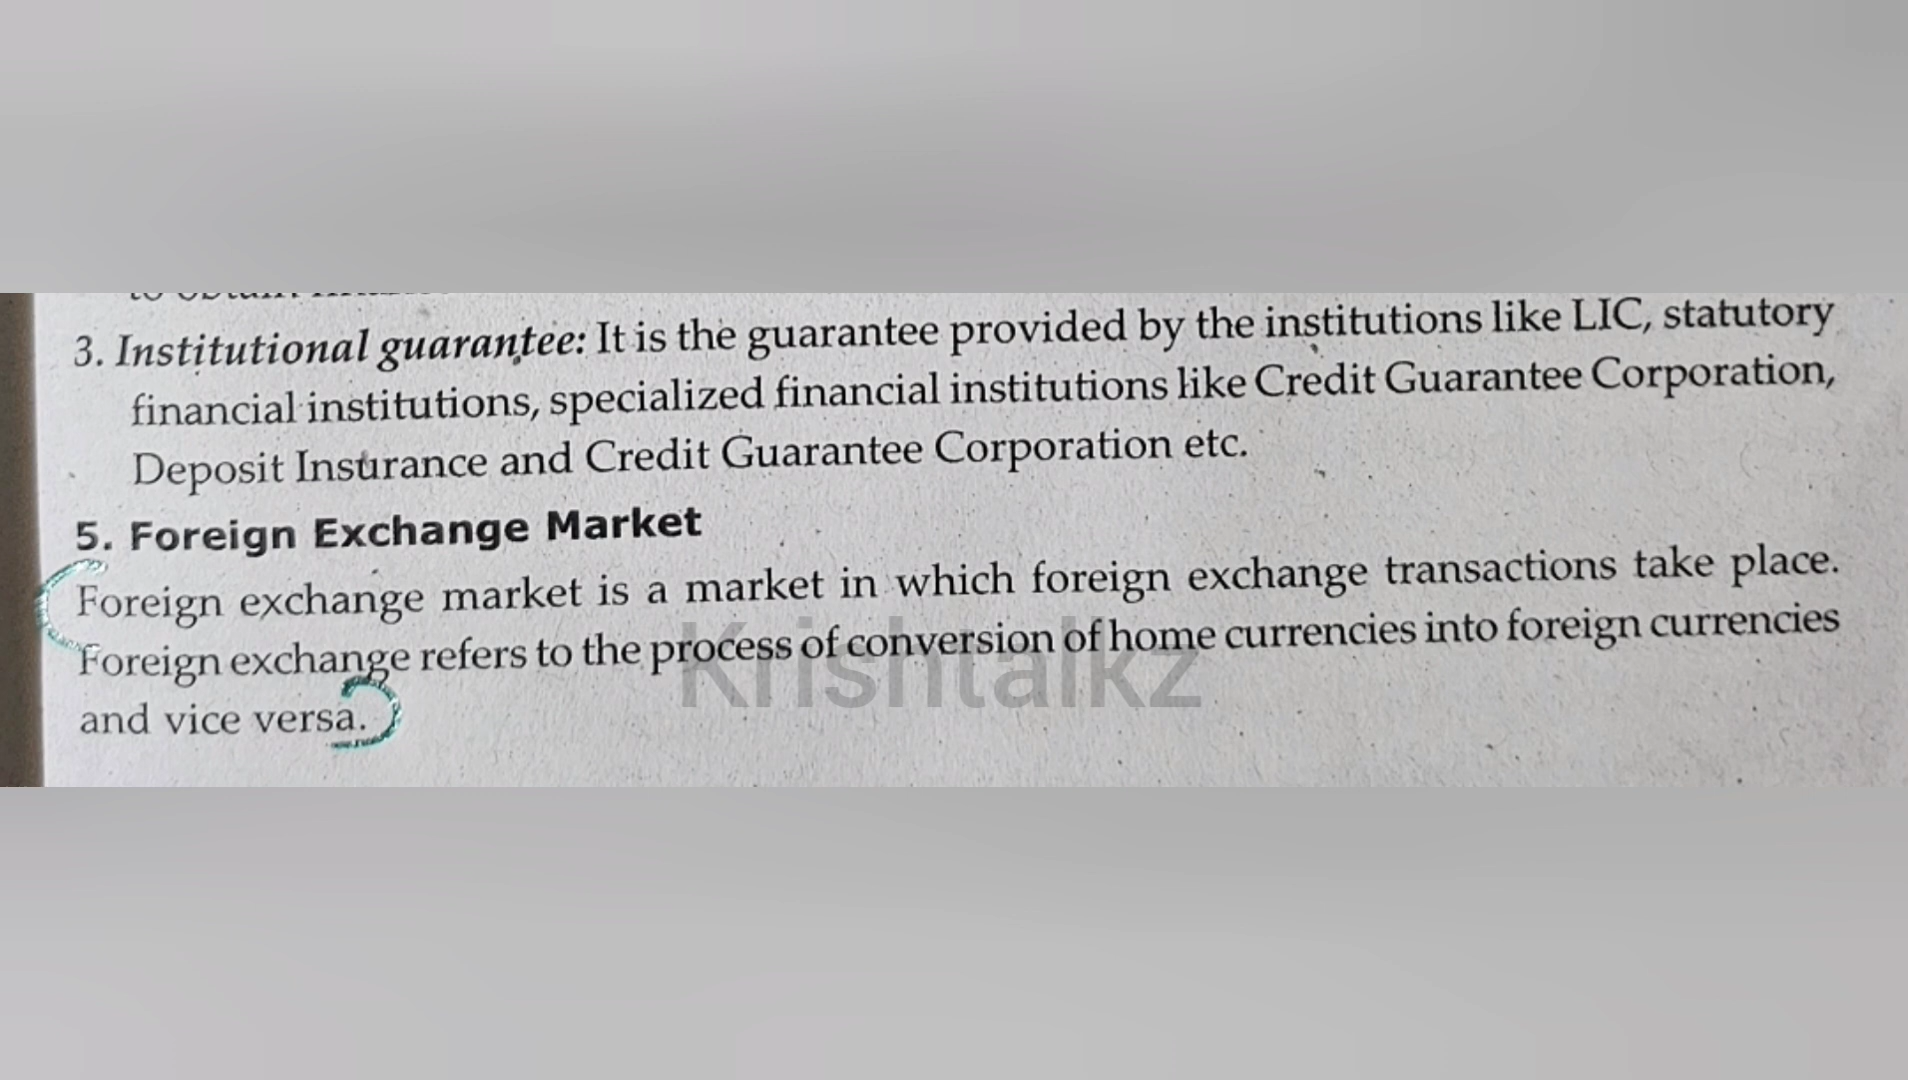 3. Institutional guarantee: It is the guarantee provided by the institutions like LIC, statutory
financial institutions, specialized financial institutions like Credit Guarantee Corporation,
Deposit Insurance and Credit Guarantee Corporation etc.
5. Foreign Exchange Market
Foreign exchange market is a market in which foreign exchange transactions take place.
Foreign exchange refers to the process of conversion of home currencies into foreign currencies
and vice versa.
Krishtalkz